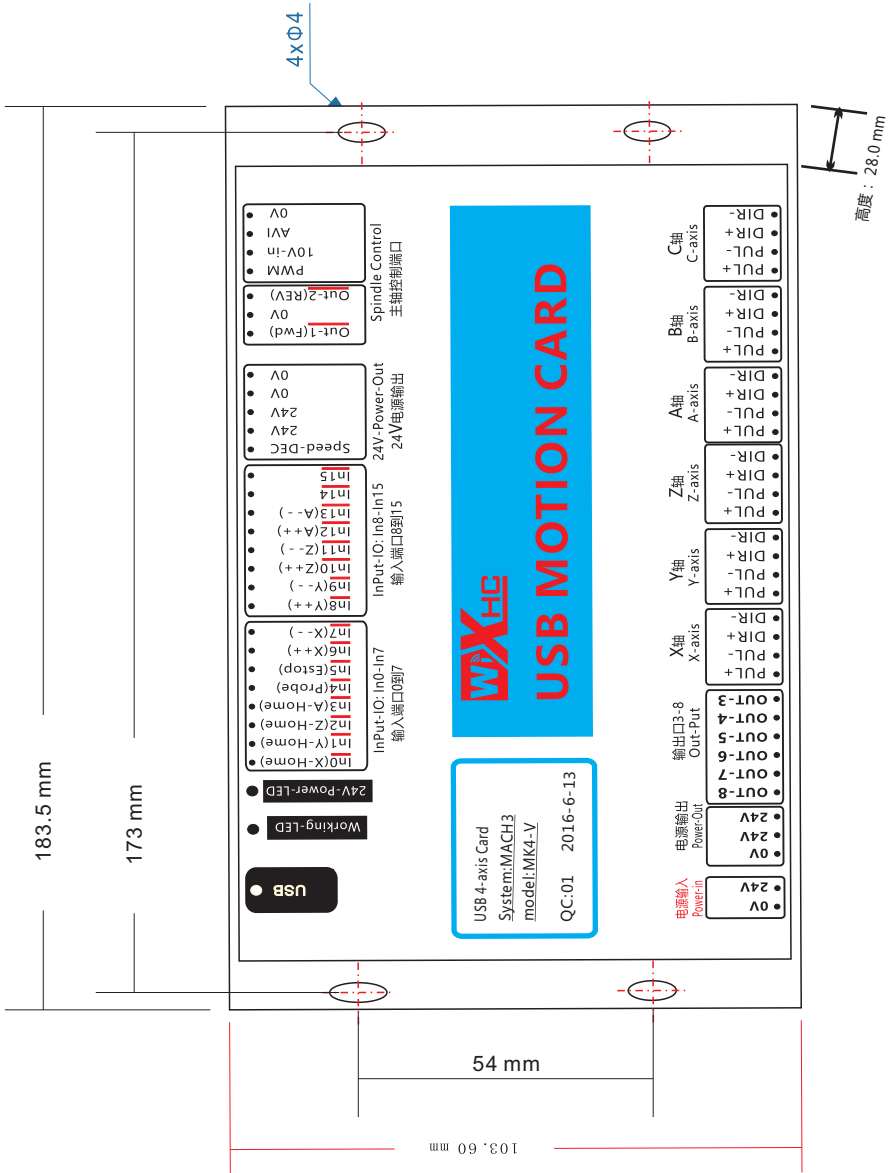 4xΦ4
183.5 mm
173 mm
54 mm
103.60 mm
高度：28.0 mm
0V
AVI
10V-in
PWM
Out-2(REV)
0V
Out-1(Fwd)
Spindle Control
主轴控制端口
0V
0V
24V
24V
Speed-DEC
24V-Power-Out
24V电源输出
In15
In14
In13(A--)
In12(A++)
In11(Z--)
In10(Z++)
In9(Y--)
In8(Y++)
InPut-IO: In8-In15
输入端口8到15
In7(X--)
In6(X++)
In5(Estop)
In4(Probe)
In3(A-Home)
In2(Z-Home)
In1(Y-Home)
In0(X-Home)
InPut-IO: In0-In7
输入端口0到7
24V-Power-LED
Working-LED
USB
WXHC
USB MOTION CARD
USB 4-axis Card
System:MACH3
model:MK4-V
QC:01 2016-6-13
C轴
C-axis
DIR-
DIR+
PUL-
PUL+
B轴
B-axis
DIR-
DIR+
PUL-
PUL+
A轴
A-axis
DIR-
DIR+
PUL-
PUL+
Z轴
Z-axis
DIR-
DIR+
PUL-
PUL+
Y轴
Y-axis
DIR-
DIR+
PUL-
PUL+
X轴
X-axis
DIR-
DIR+
PUL-
PUL+
输出口3-8
Out-Put
OUT-3
OUT-4
OUT-5
OUT-6
OUT-7
OUT-8
电源输出
Power-Out
24V
24V
0V
电源输入
Power-in
24V
0V